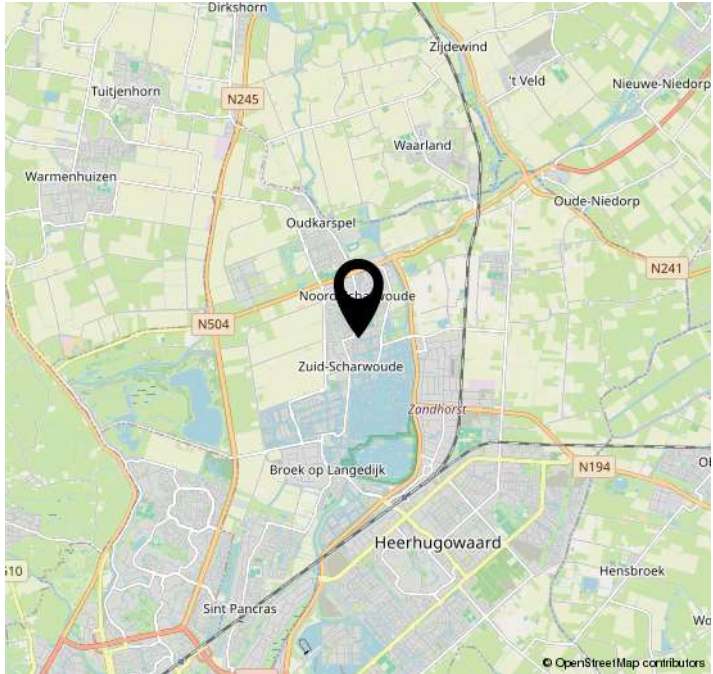 Dirkshorn
Zijdewind
't Veld
Nieuwe-Niedorp
Tuitjenhorn
N245
Waarland
Warmenhuizen
Oude-Niedorp
Oudkarspel
N241
N504
Zuid-Scharwoude
Zandhorst
Broek op Langedijk
N194
Heerhugowaard
Hensbroek
Sint Pancras
© OpenStreetMap contributors